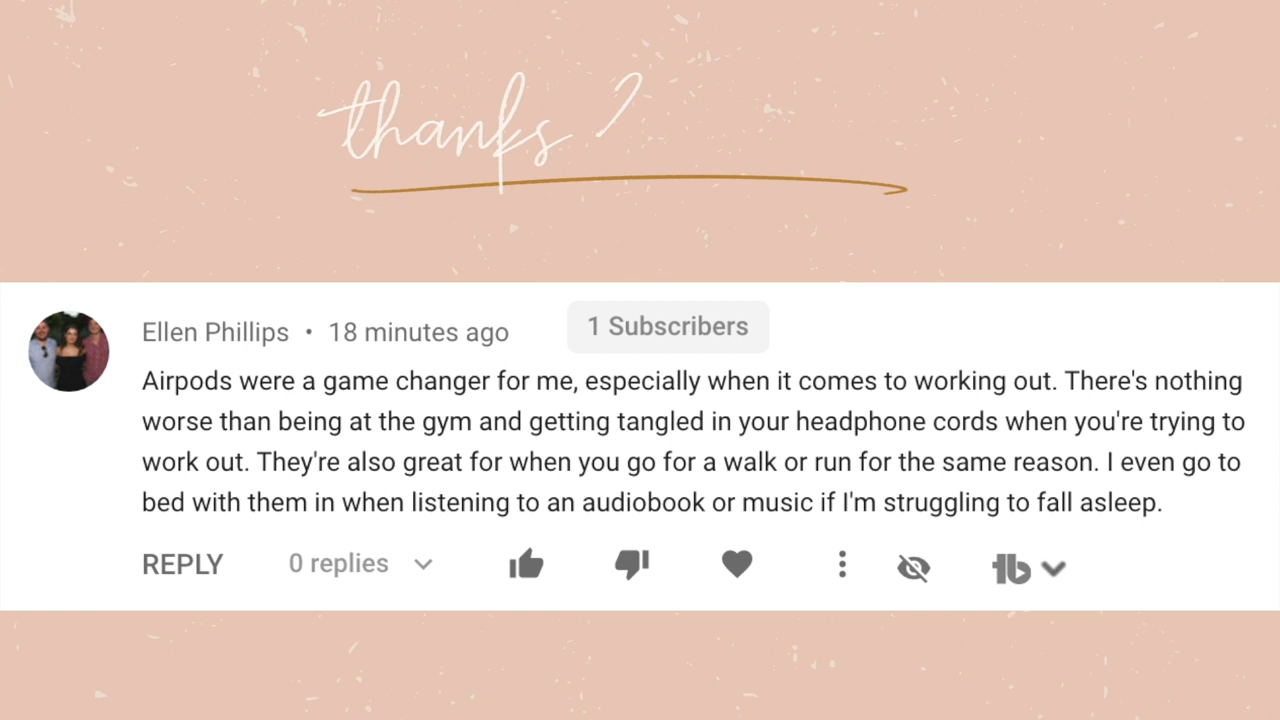 thanks ?
Ellen Phillips • 18 minutes ago
1 Subscribers
Airpods were a game changer for me, especially when it comes to working out. There's nothing
worse than being at the gym and getting tangled in your headphone cords when you're trying to
work out. They're also great for when you go for a walk or run for the same reason. I even go to
bed with them in when listening to an audiobook or music if I'm struggling to fall asleep.
REPLY 0 replies
tb